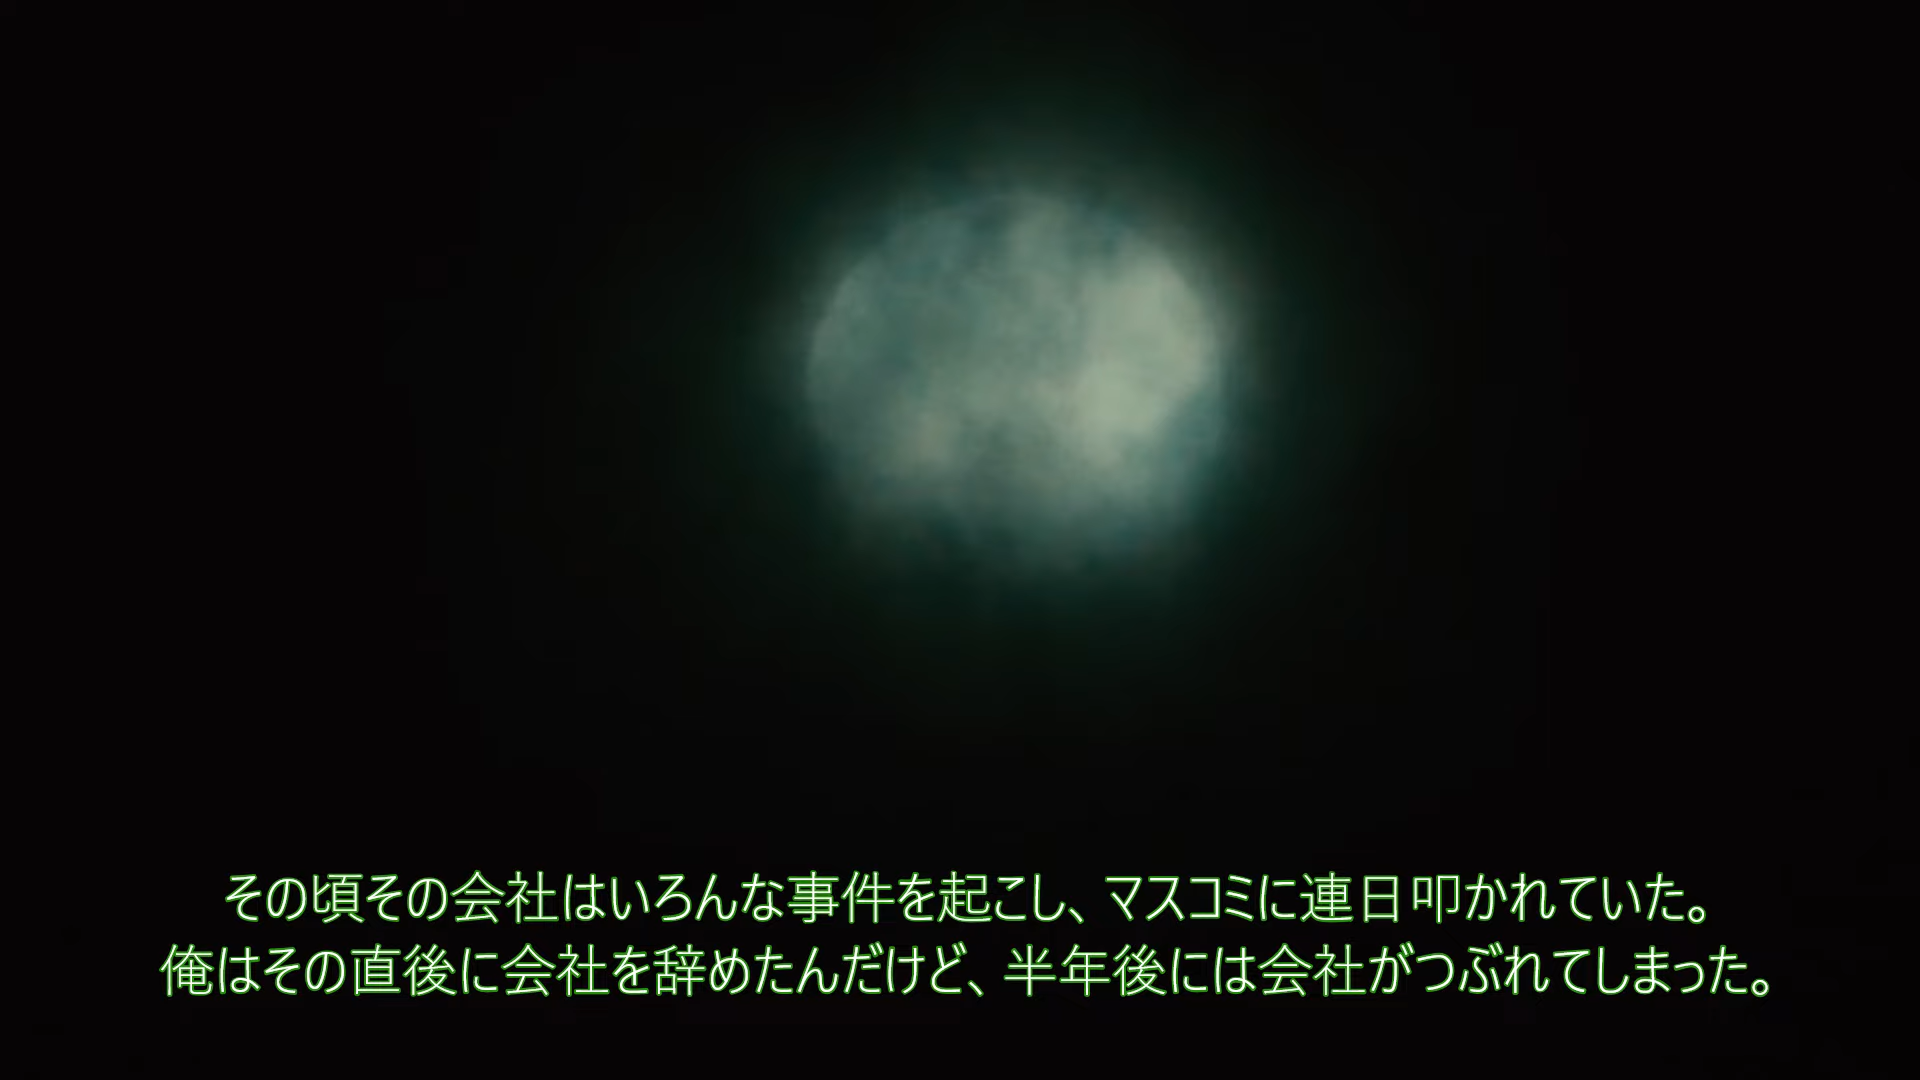 その頃その会社はいろんな事件を起こし、マスコミに連日叩かれていた。
俺はその直後に会社を辞めたんだけど、半年後には会社がつぶれてしまった。